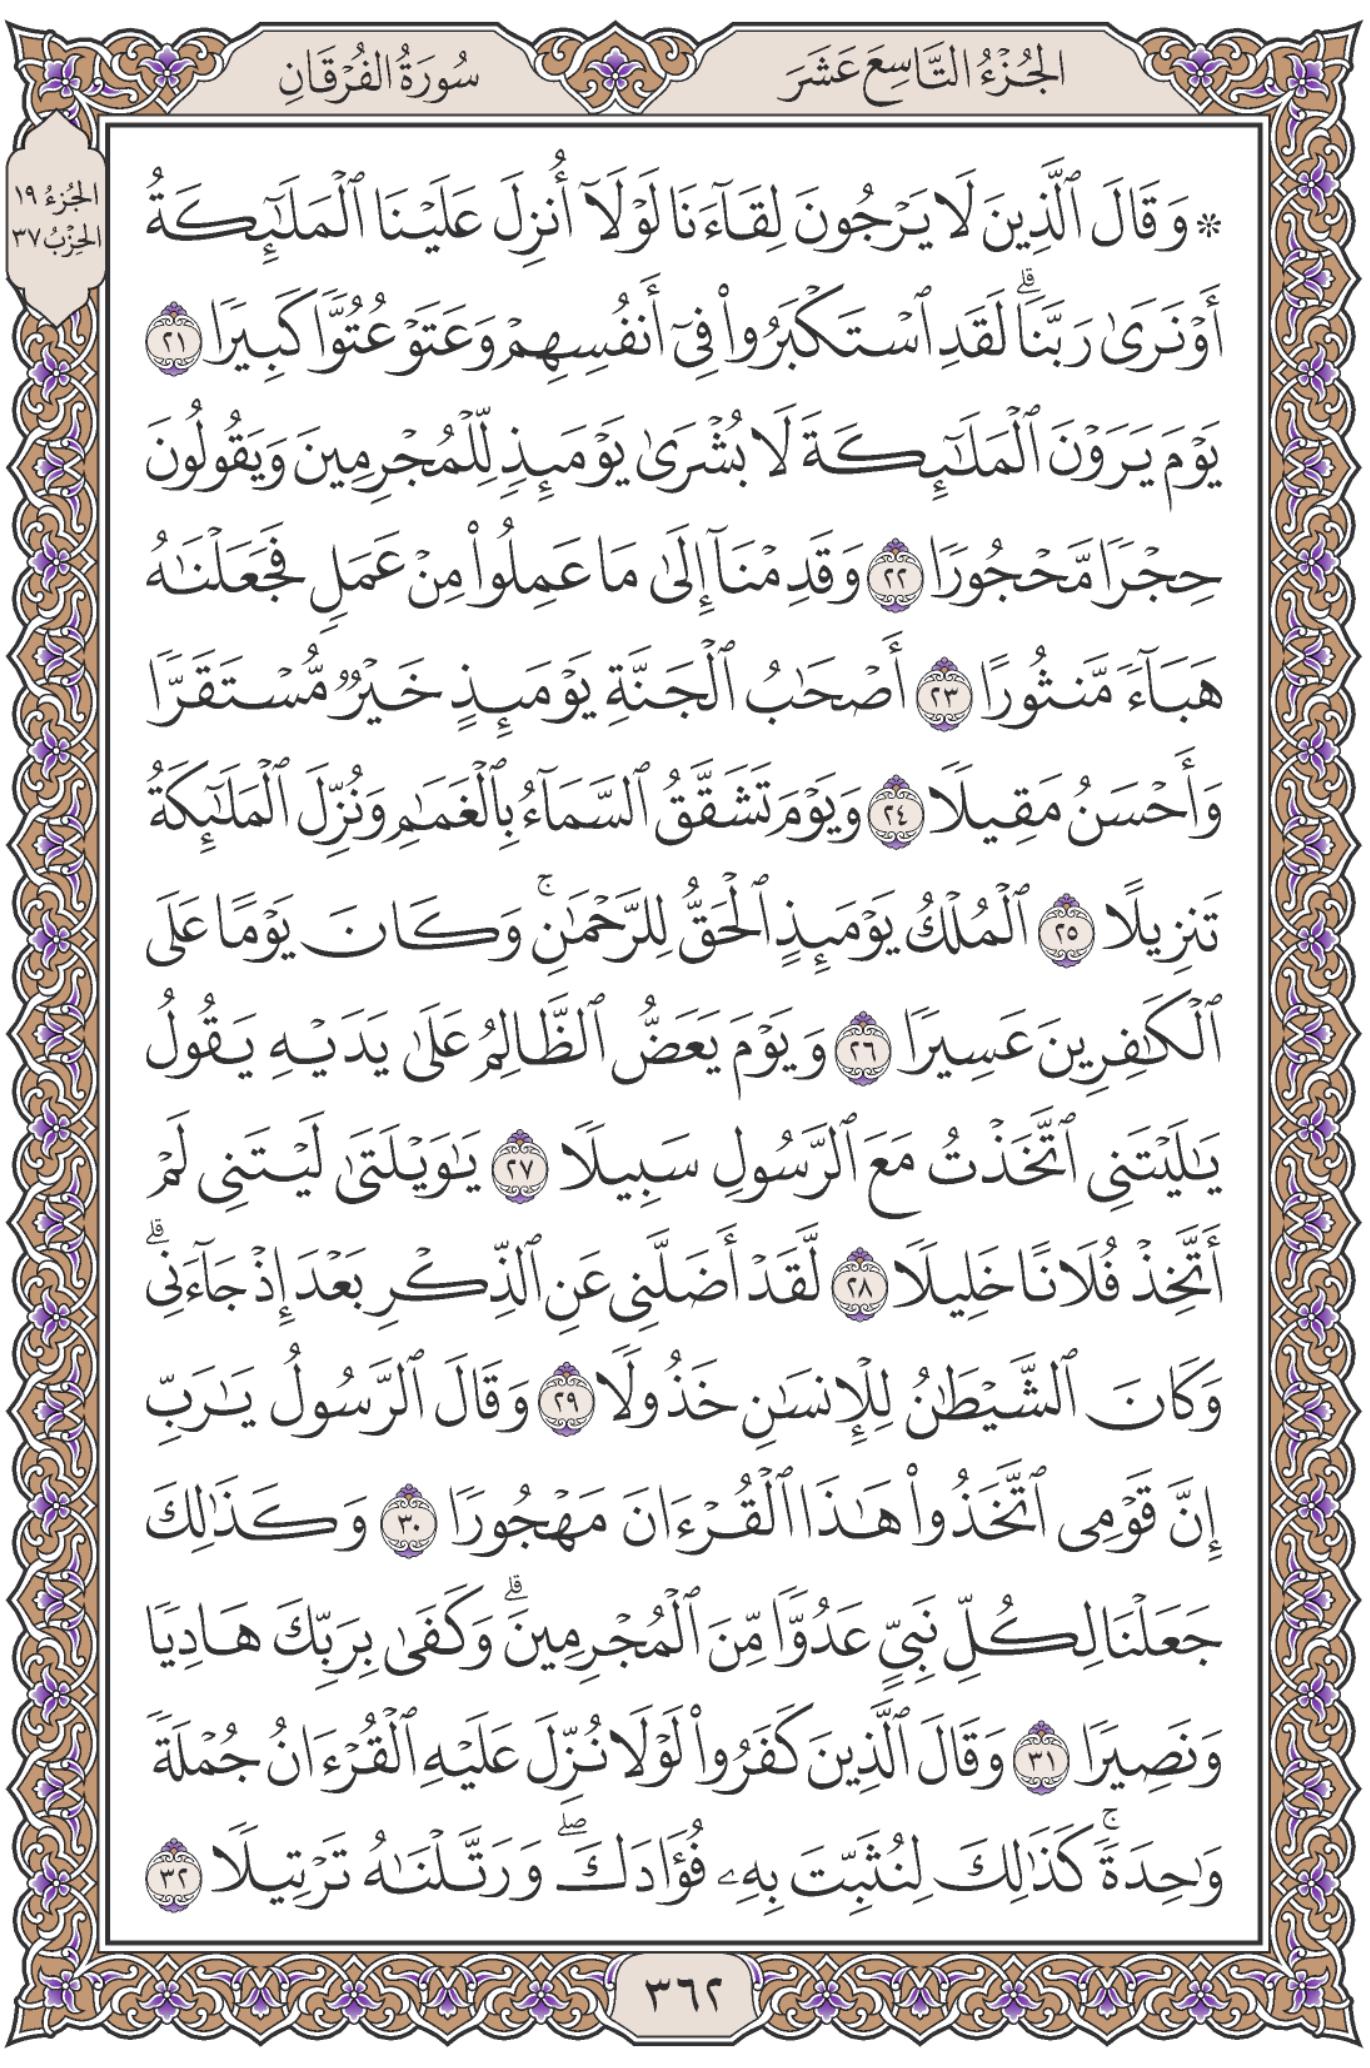 الجُزْءُ التَّاسِعَ عَشَرَ
سُورَةُ الفُرْقَانِ
الجُزءُ ١٩
الحِزْبُ ٣٧
* وَقَالَ ٱلَّذِينَ لَا يَرْجُونَ لِقَآءَنَا لَوْلَآ أُنزِلَ عَلَيْنَا ٱلْمَلَٰٓئِكَةُ
أَوْ نَرَىٰ رَبَّنَاۗ لَقَدِ ٱسْتَكْبَرُوا۟ فِىٓ أَنفُسِهِمْ وَعَتَوْ عُتُوًّا كَبِيرًا ٢١
يَوْمَ يَرَوْنَ ٱلْمَلَٰٓئِكَةَ لَا بُشْرَىٰ يَوْمَئِذٍ لِّلْمُجْرِمِينَ وَيَقُولُونَ
حِجْرًا مَّحْجُورًا ٢٢ وَقَدِمْنَآ إِلَىٰ مَا عَمِلُوا۟ مِنْ عَمَلٍ فَجَعَلْنَٰهُ
هَبَآءً مَّنثُورًا ٢٣ أَصْحَٰبُ ٱلْجَنَّةِ يَوْمَئِذٍ خَيْرٌ مُّسْتَقَرًّا
وَأَحْسَنُ مَقِيلًا ٢٤ وَيَوْمَ تَشَقَّقُ ٱلسَّمَآءُ بِٱلْغَمَٰمِ وَنُزِّلَ ٱلْمَلَٰٓئِكَةُ
تَنزِيلًا ٢٥ ٱلْمُلْكُ يَوْمَئِذٍ ٱلْحَقُّ لِلرَّحْمَٰنِۚ وَكَانَ يَوْمًا عَلَى
ٱلْكَٰفِرِينَ عَسِيرًا ٢٦ وَيَوْمَ يَعَضُّ ٱلظَّالِمُ عَلَىٰ يَدَيْهِ يَقُولُ
يَٰلَيْتَنِى ٱتَّخَذْتُ مَعَ ٱلرَّسُولِ سَبِيلًا ٢٧ يَٰوَيْلَتَىٰ لَيْتَنِى لَمْ
أَتَّخِذْ فُلَانًا خَلِيلًا ٢٨ لَّقَدْ أَضَلَّنِى عَنِ ٱلذِّكْرِ بَعْدَ إِذْ جَآءَنِىۗ
وَكَانَ ٱلشَّيْطَٰنُ لِلْإِنسَٰنِ خَذُولًا ٢٩ وَقَالَ ٱلرَّسُولُ يَٰرَبِّ
إِنَّ قَوْمِى ٱتَّخَذُوا۟ هَٰذَا ٱلْقُرْءَانَ مَهْجُورًا ٣٠ وَكَذَٰلِكَ
جَعَلْنَا لِكُلِّ نَبِىٍّ عَدُوًّا مِّنَ ٱلْمُجْرِمِينَۗ وَكَفَىٰ بِرَبِّكَ هَادِيًا
وَنَصِيرًا ٣١ وَقَالَ ٱلَّذِينَ كَفَرُوا۟ لَوْلَا نُزِّلَ عَلَيْهِ ٱلْقُرْءَانُ جُمْلَةً
وَٰحِدَةًۚ كَذَٰلِكَ لِنُثَبِّتَ بِهِۦ فُؤَادَكَۖ وَرَتَّلْنَٰهُ تَرْتِيلًا ٣٢
٣٦٢